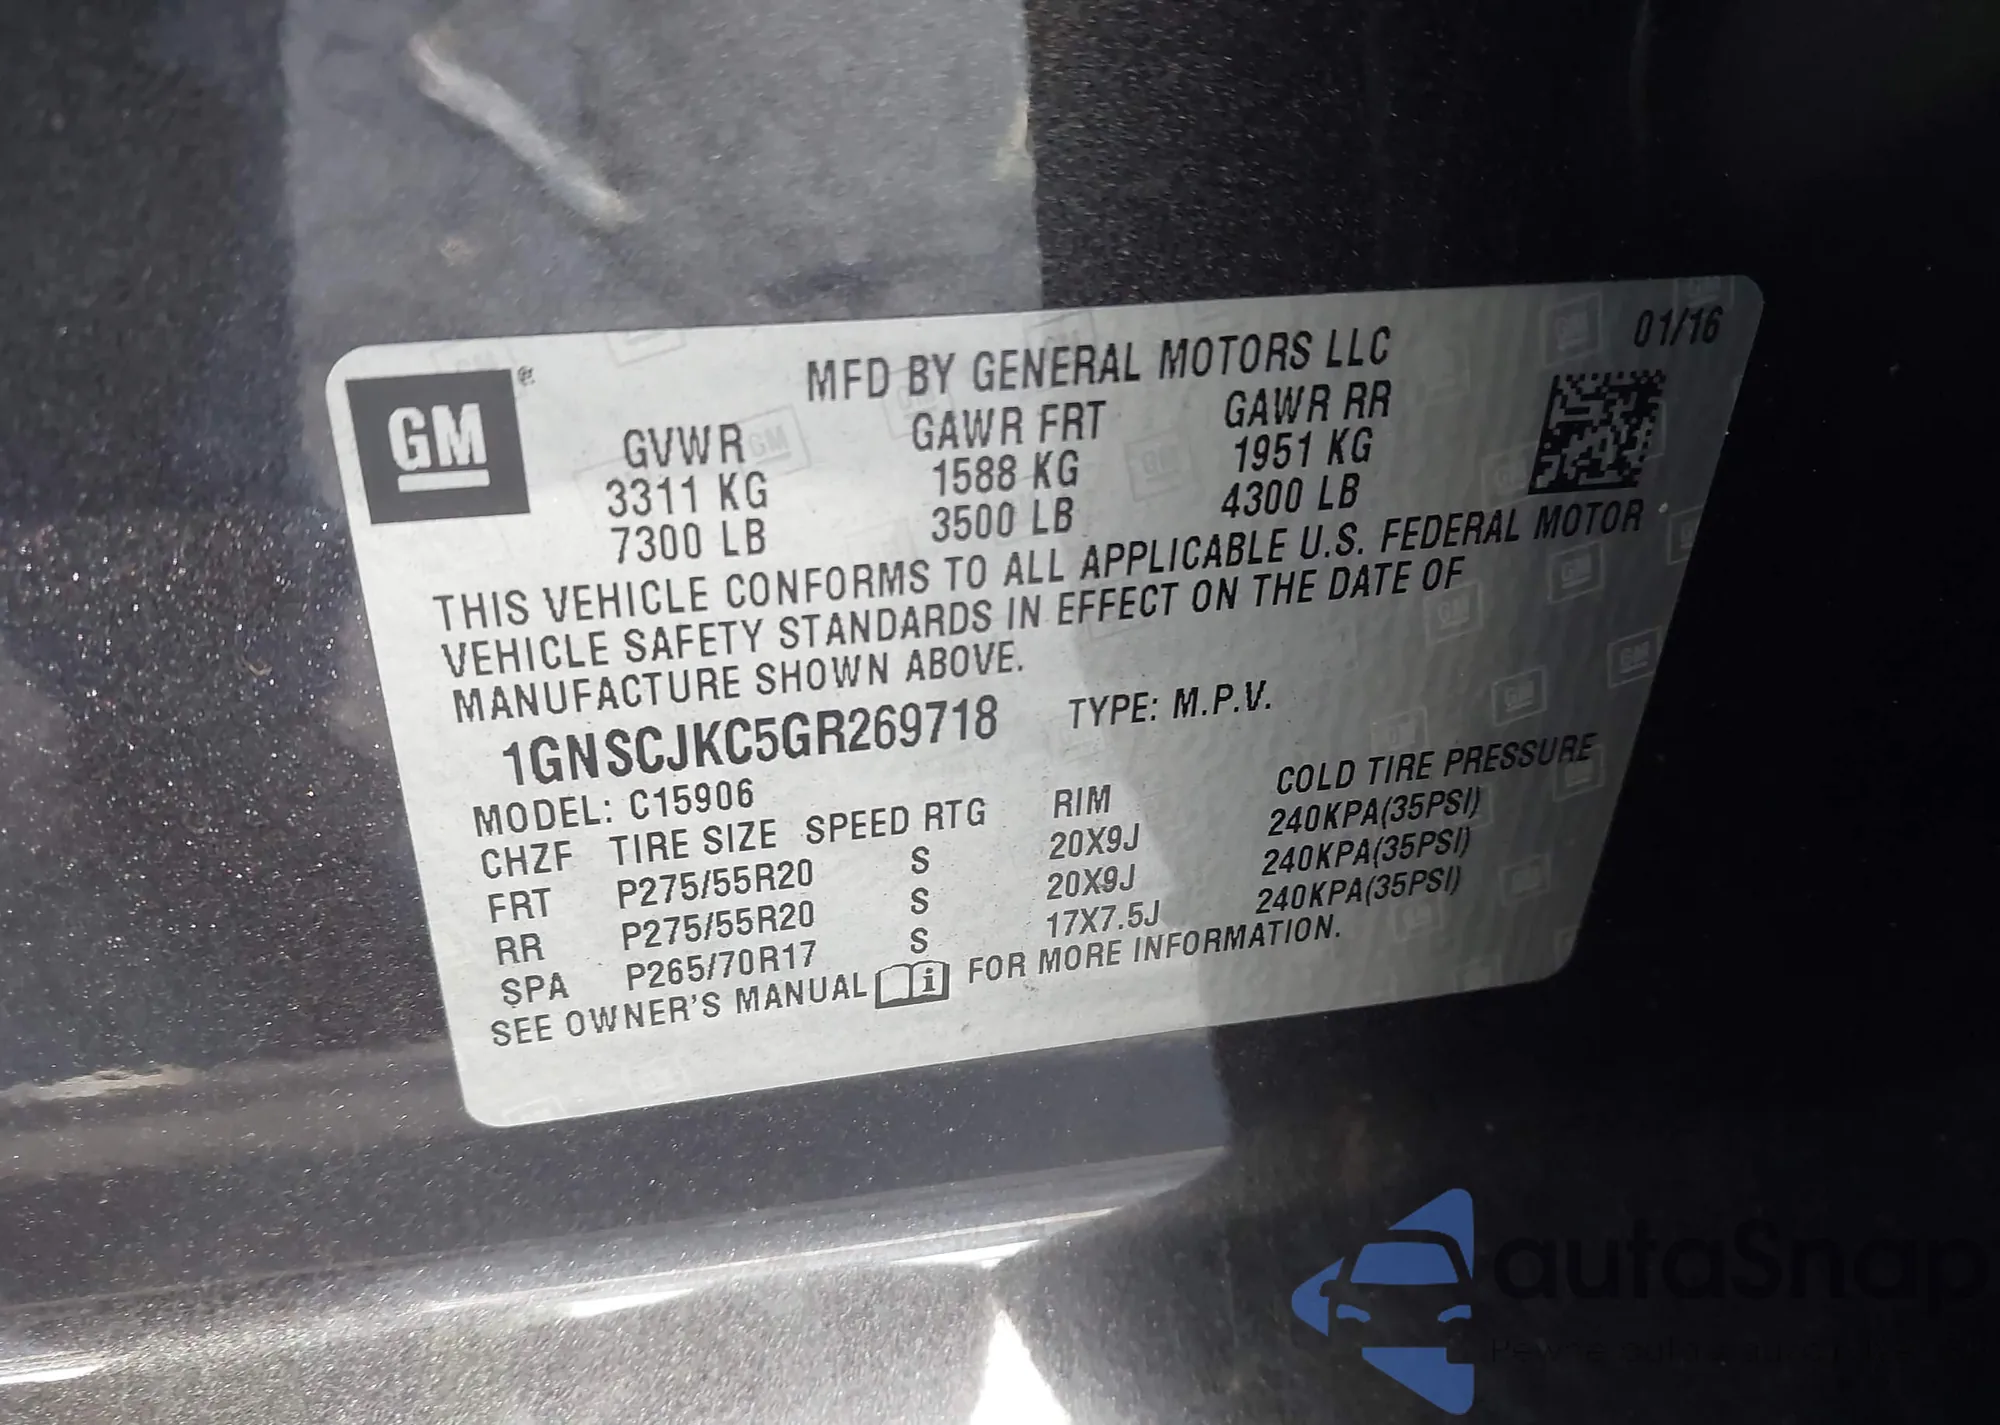 MFD BY GENERAL MOTORS LLC 01/16
GM ®
GVWR GAWR FRT GAWR RR
3311 KG 1588 KG 1951 KG
7300 LB 3500 LB 4300 LB
THIS VEHICLE CONFORMS TO ALL APPLICABLE U.S. FEDERAL MOTOR
VEHICLE SAFETY STANDARDS IN EFFECT ON THE DATE OF
MANUFACTURE SHOWN ABOVE.
1GNSCJKC5GR269718 TYPE: M.P.V.
MODEL: C15906
CHZF TIRE SIZE SPEED RTG RIM COLD TIRE PRESSURE
FRT P275/55R20 S 20X9J 240KPA(35PSI)
RR P275/55R20 S 20X9J 240KPA(35PSI)
SPA P265/70R17 S 17X7.5J 240KPA(35PSI)
SEE OWNER'S MANUAL i FOR MORE INFORMATION.
autaSnap